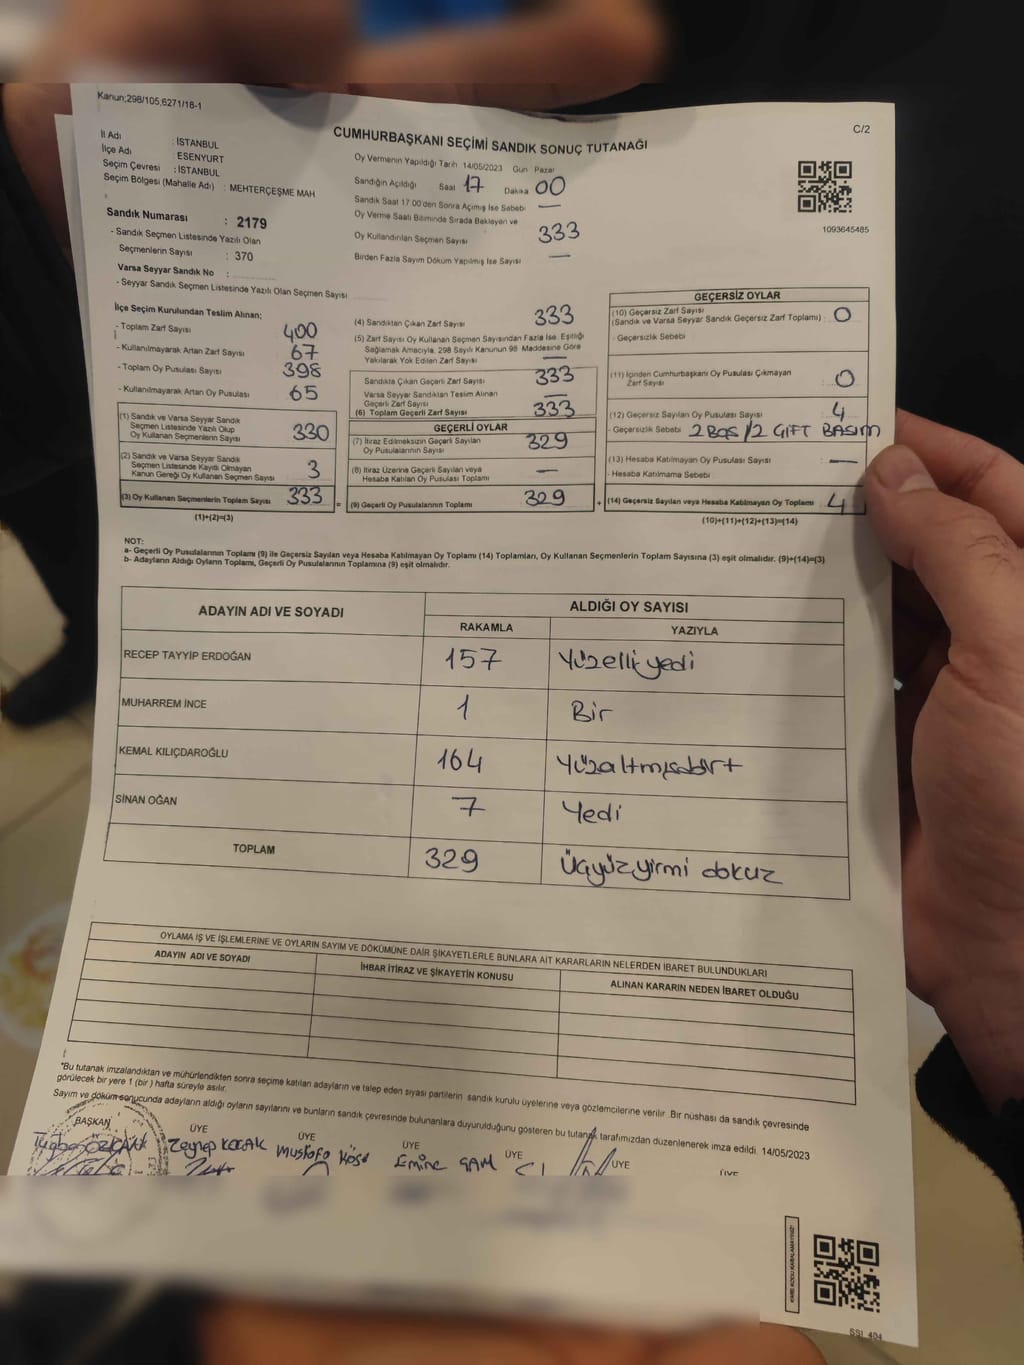 Kanun;298/105,6271/18-1
C/2
CUMHURBAŞKANI SEÇİMİ SANDIK SONUÇ TUTANAĞI
İl Adı : İSTANBUL
İlçe Adı : ESENYURT
Seçim Çevresi : İSTANBUL
Seçim Bölgesi (Mahalle Adı) : MEHTERÇEŞME MAH
Sandık Numarası : 2179
- Sandık Seçmen Listesinde Yazılı Olan
Seçmenlerin Sayısı : 370
Varsa Seyyar Sandık No :
- Seyyar Sandık Seçmen Listesinde Yazılı Olan Seçmen Sayısı
Oy Vermenin Yapıldığı Tarih 14/05/2023 Gün Pazar
Sandığın Açıldığı Saat 17 Dakika 00
Sandık Saat 17:00'den Sonra Açmış İse Sebebi —
Oy Verme Saati Bitiminde Sırada Bekleyen ve
Oy Kullandırılan Seçmen Sayısı 333
Birden Fazla Sayım Döküm Yapılmış İse Sayısı —
1093645485
İlçe Seçim Kurulundan Teslim Alınan;
- Toplam Zarf Sayısı 400
- Kullanılmayarak Artan Zarf Sayısı 67
- Toplam Oy Pusulası Sayısı 398
- Kullanılmayarak Artan Oy Pusulası 65
(1) Sandık ve Varsa Seyyar Sandık
Seçmen Listesinde Yazılı Olup
Oy Kullanan Seçmenlerin Sayısı 330
(2) Sandık ve Varsa Seyyar Sandık
Seçmen Listesinde Kayıtlı Olmayan
Kanun Gereği Oy Kullanan Seçmen Sayısı 3
(3) Oy Kullanan Seçmenlerin Toplam Sayısı 333 =
(1)+(2)=(3)
(4) Sandıktan Çıkan Zarf Sayısı 333
(5) Zarf Sayısı Oy Kullanan Seçmen Sayısından Fazla İse, Eşitliği
Sağlamak Amacıyla, 298 Sayılı Kanunun 98. Maddesine Göre
Yakılarak Yok Edilen Zarf Sayısı —
Sandıkta Çıkan Geçerli Zarf Sayısı 333
Varsa Seyyar Sandıktan Teslim Alınan
Geçerli Zarf Sayısı —
(6) Toplam Geçerli Zarf Sayısı 333
GEÇERLİ OYLAR
(7) İtiraz Edilmeksizin Geçerli Sayılan
Oy Pusulalarının Sayısı 329
(8) İtiraz Üzerine Geçerli Sayılan veya
Hesaba Katılan Oy Pusulası Toplamı —
(9) Geçerli Oy Pusulalarının Toplamı 329 +
GEÇERSİZ OYLAR
(10) Geçersiz Zarf Sayısı
(Sandık ve Varsa Seyyar Sandık Geçersiz Zarf Toplamı) : 0
- Geçersizlik Sebebi
(11) İçinden Cumhurbaşkanı Oy Pusulası Çıkmayan
Zarf Sayısı : 0
(12) Geçersiz Sayılan Oy Pusulası Sayısı : 4
- Geçersizlik Sebebi 2 BOŞ / 2 ÇİFT BASIM
(13) Hesaba Katılmayan Oy Pusulası Sayısı : —
- Hesaba Katılmama Sebebi
(14) Geçersiz Sayılan veya Hesaba Katılmayan Oy Toplamı 4
(10)+(11)+(12)+(13)=(14)
NOT:
a- Geçerli Oy Pusulalarının Toplamı (9) ile Geçersiz Sayılan veya Hesaba Katılmayan Oy Toplamı (14) Toplamları, Oy Kullanan Seçmenlerin Toplam Sayısına (3) eşit olmalıdır. (9)+(14)=(3)
b- Adayların Aldığı Oyların Toplamı, Geçerli Oy Pusulalarının Toplamına (9) eşit olmalıdır.
ADAYIN ADI VE SOYADI ALDIĞI OY SAYISI
RAKAMLA YAZIYLA
RECEP TAYYİP ERDOĞAN 157 Yüzelli yedi
MUHARREM İNCE 1 Bir
KEMAL KILIÇDAROĞLU 164 Yüzaltmışdört
SİNAN OĞAN 7 Yedi
TOPLAM 329 Üçyüzyirmi dokuz
OYLAMA İŞ VE İŞLEMLERİNE VE OYLARIN SAYIM VE DÖKÜMÜNE DAİR ŞİKAYETLERLE BUNLARA AİT KARARLARIN NELERDEN İBARET BULUNDUKLARI
ADAYIN ADI VE SOYADI İHBAR İTİRAZ VE ŞİKAYETİN KONUSU ALINAN KARARIN NEDEN İBARET OLDUĞU
"Bu tutanak imzalandıktan ve mühürlendikten sonra seçime katılan adayların ve talep eden siyasi partilerin sandık kurulu üyelerine veya gözlemcilerine verilir. Bir nüshası da sandık çevresinde
görülecek bir yere 1 (bir) hafta süreyle asılır.
Sayım ve döküm sonucunda adayların aldığı oyların sayılarını ve bunların sandık çevresinde bulunanlara duyurulduğunu gösteren bu tutanak tarafımızdan düzenlenerek imza edildi. 14/05/2023
BAŞKAN ÜYE ÜYE ÜYE ÜYE ÜYE ÜYE
Zeynep KOÇAK Mustafa Köse Emine
KARE KODU KARALAMAYINIZ!
SSI_404